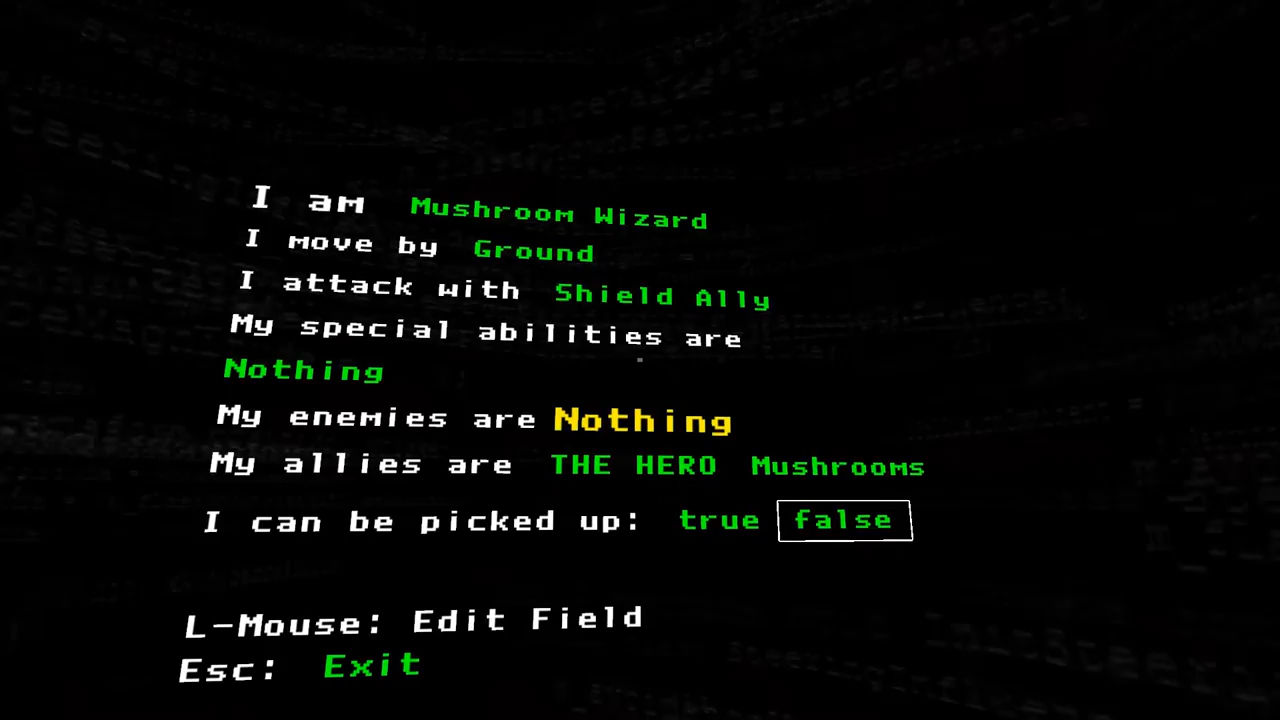 I am Mushroom Wizard
I move by Ground
I attack with Shield Ally
My special abilities are
Nothing
My enemies are Nothing
My allies are THE HERO Mushrooms
I can be picked up: true false
L-Mouse: Edit Field
Esc: Exit